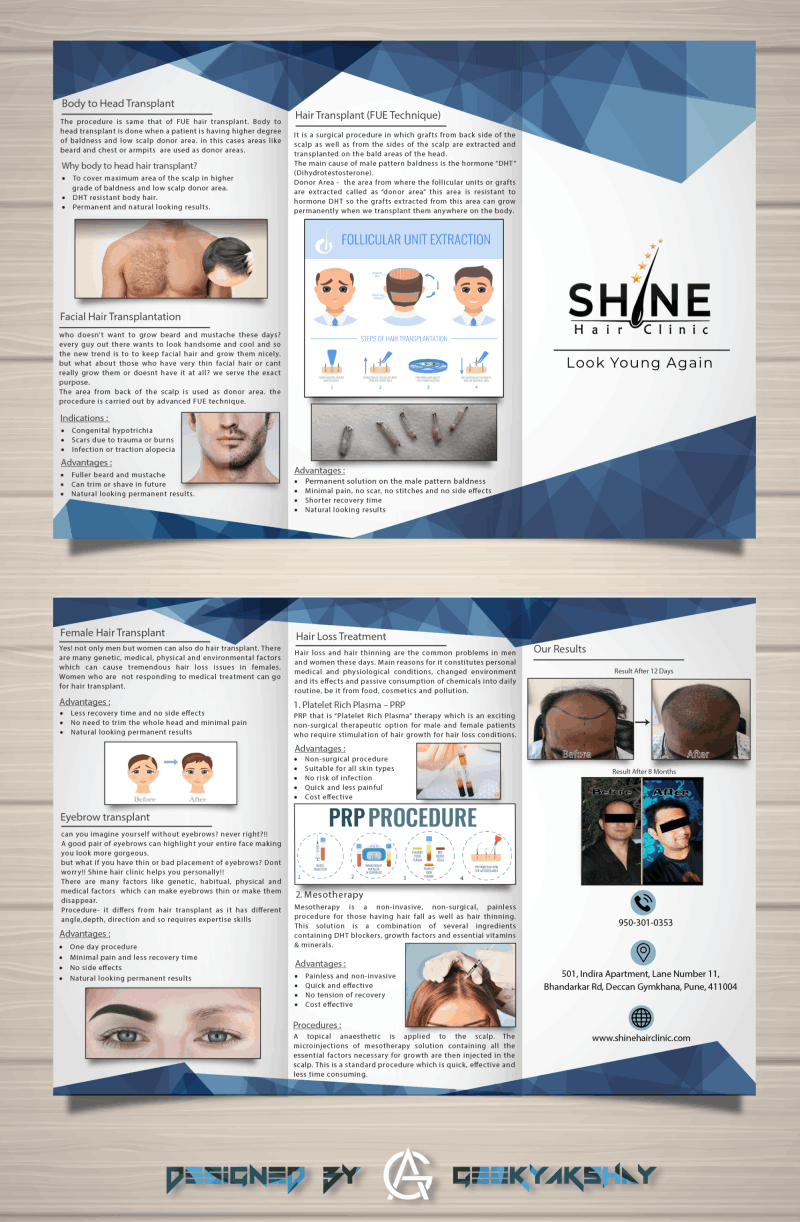 Body to Head Transplant
The procedure is same that of FUE hair transplant. Body to
head transplant is done when a patient is having higher degree
of baldness and low scalp donor area. in this cases areas like
beard and chest or armpits are used as donor areas.
Why body to head hair transplant?
• To cover maximum area of the scalp in higher
grade of baldness and low scalp donor area.
• DHT resistant body hair.
• Permanent and natural looking results.
Facial Hair Transplantation
who doesn't want to grow beard and mustache these days?
every guy out there wants to look handsome and cool and so
the new trend is to to keep facial hair and grow them nicely.
but what about those who have very thin facial hair or cant
really grow them or doesnt have it at all? we serve the exact
purpose.
The area from back of the scalp is used as donor area. the
procedure is carried out by advanced FUE technique.
Indications :
• Congenital hypotrichia
• Scars due to trauma or burns
• Infection or traction alopecia
Advantages :
• Fuller beard and mustache
• Can trim or shave in future
• Natural looking permanent results.
Hair Transplant (FUE Technique)
It is a surgical procedure in which grafts from back side of the
scalp as well as from the sides of the scalp are extracted and
transplanted on the bald areas of the head.
The main cause of male pattern baldness is the hormone "DHT"
(Dihydrotestosterone).
Donor Area - the area from where the follicular units or grafts
are extracted called as "donor area" this area is resistant to
hormone DHT so the grafts extracted from this area can grow
permanently when we transplant them anywhere on the body.
FOLLICULAR UNIT EXTRACTION
STEPS OF HAIR TRANSPLANTATION
1 2 3 4
Advantages :
• Permanent solution on the male pattern baldness
• Minimal pain, no scar, no stitches and no side effects
• Shorter recovery time
• Natural looking results
SHINE
Hair Clinic
Look Young Again
Female Hair Transplant
Yes! not only men but women can also do hair transplant. There
are many genetic, medical, physical and environmental factors
which can cause tremendous hair loss issues in females.
Women who are not responding to medical treatment can go
for hair transplant.
Advantages :
• Less recovery time and no side effects
• No need to trim the whole head and minimal pain
• Natural looking permanent results
Before After
Eyebrow transplant
can you imagine yourself without eyebrows? never right?!!
A good pair of eyebrows can highlight your entire face making
you look more gorgeous.
but what if you have thin or bad placement of eyebrows? Dont
worry!! Shine hair clinic helps you personally!!
There are many factors like genetic, habitual, physical and
medical factors which can make eyebrows thin or make them
disappear.
Procedure- it differs from hair transplant as it has different
angle,depth, direction and so requires expertise skills
Advantages :
• One day procedure
• Minimal pain and less recovery time
• No side effects
• Natural looking permanent results
Hair Loss Treatment
Hair loss and hair thinning are the common problems in men
and women these days. Main reasons for it constitutes personal
medical and physiological conditions, changed environment
and its effects and passive consumption of chemicals into daily
routine, be it from food, cosmetics and pollution.
1. Platelet Rich Plasma – PRP
PRP that is "Platelet Rich Plasma" therapy which is an exciting
non-surgical therapeutic option for male and female patients
who require stimulation of hair growth for hair loss conditions.
Advantages :
• Non-surgical procedure
• Suitable for all skin types
• No risk of infection
• Quick and less painful
• Cost effective
PRP PROCEDURE
1 2 3 4
2. Mesotherapy
Mesotherapy is a non-invasive, non-surgical, painless
procedure for those having hair fall as well as hair thinning.
This solution is a combination of several ingredients
containing DHT blockers, growth factors and essential vitamins
& minerals.
Advantages :
• Painless and non-invasive
• Quick and effective
• No tension of recovery
• Cost effective
Procedures :
A topical anaesthetic is applied to the scalp. The
microinjections of mesotherapy solution containing all the
essential factors necessary for growth are then injected in the
scalp. This is a standard procedure which is quick, effective and
less time consuming.
Our Results
Result After 12 Days
Before After
Result After 8 Months
Before After
950-301-0353
501, Indira Apartment, Lane Number 11,
Bhandarkar Rd, Deccan Gymkhana, Pune, 411004
www.shinehairclinic.com
DESIGNED BY AG GEEKYAKSHAY